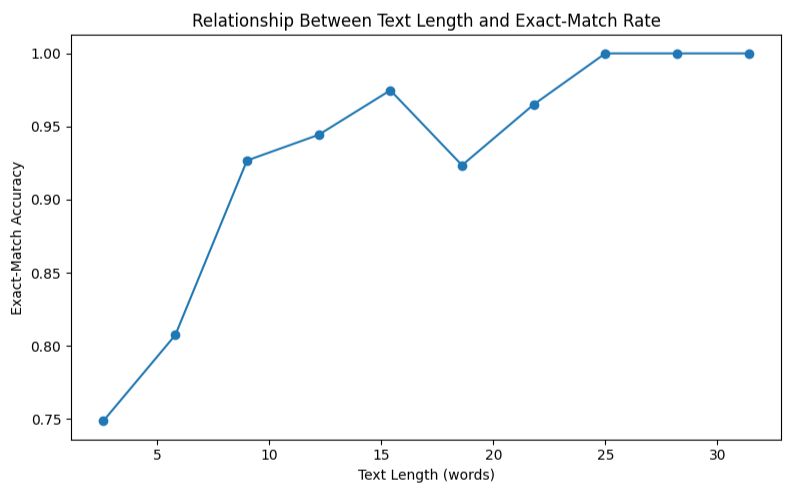 Relationship Between Text Length and Exact-Match Rate
1.00
0.95
0.90
0.85
0.80
0.75
Exact-Match Accuracy
5 10 15 20 25 30
Text Length (words)